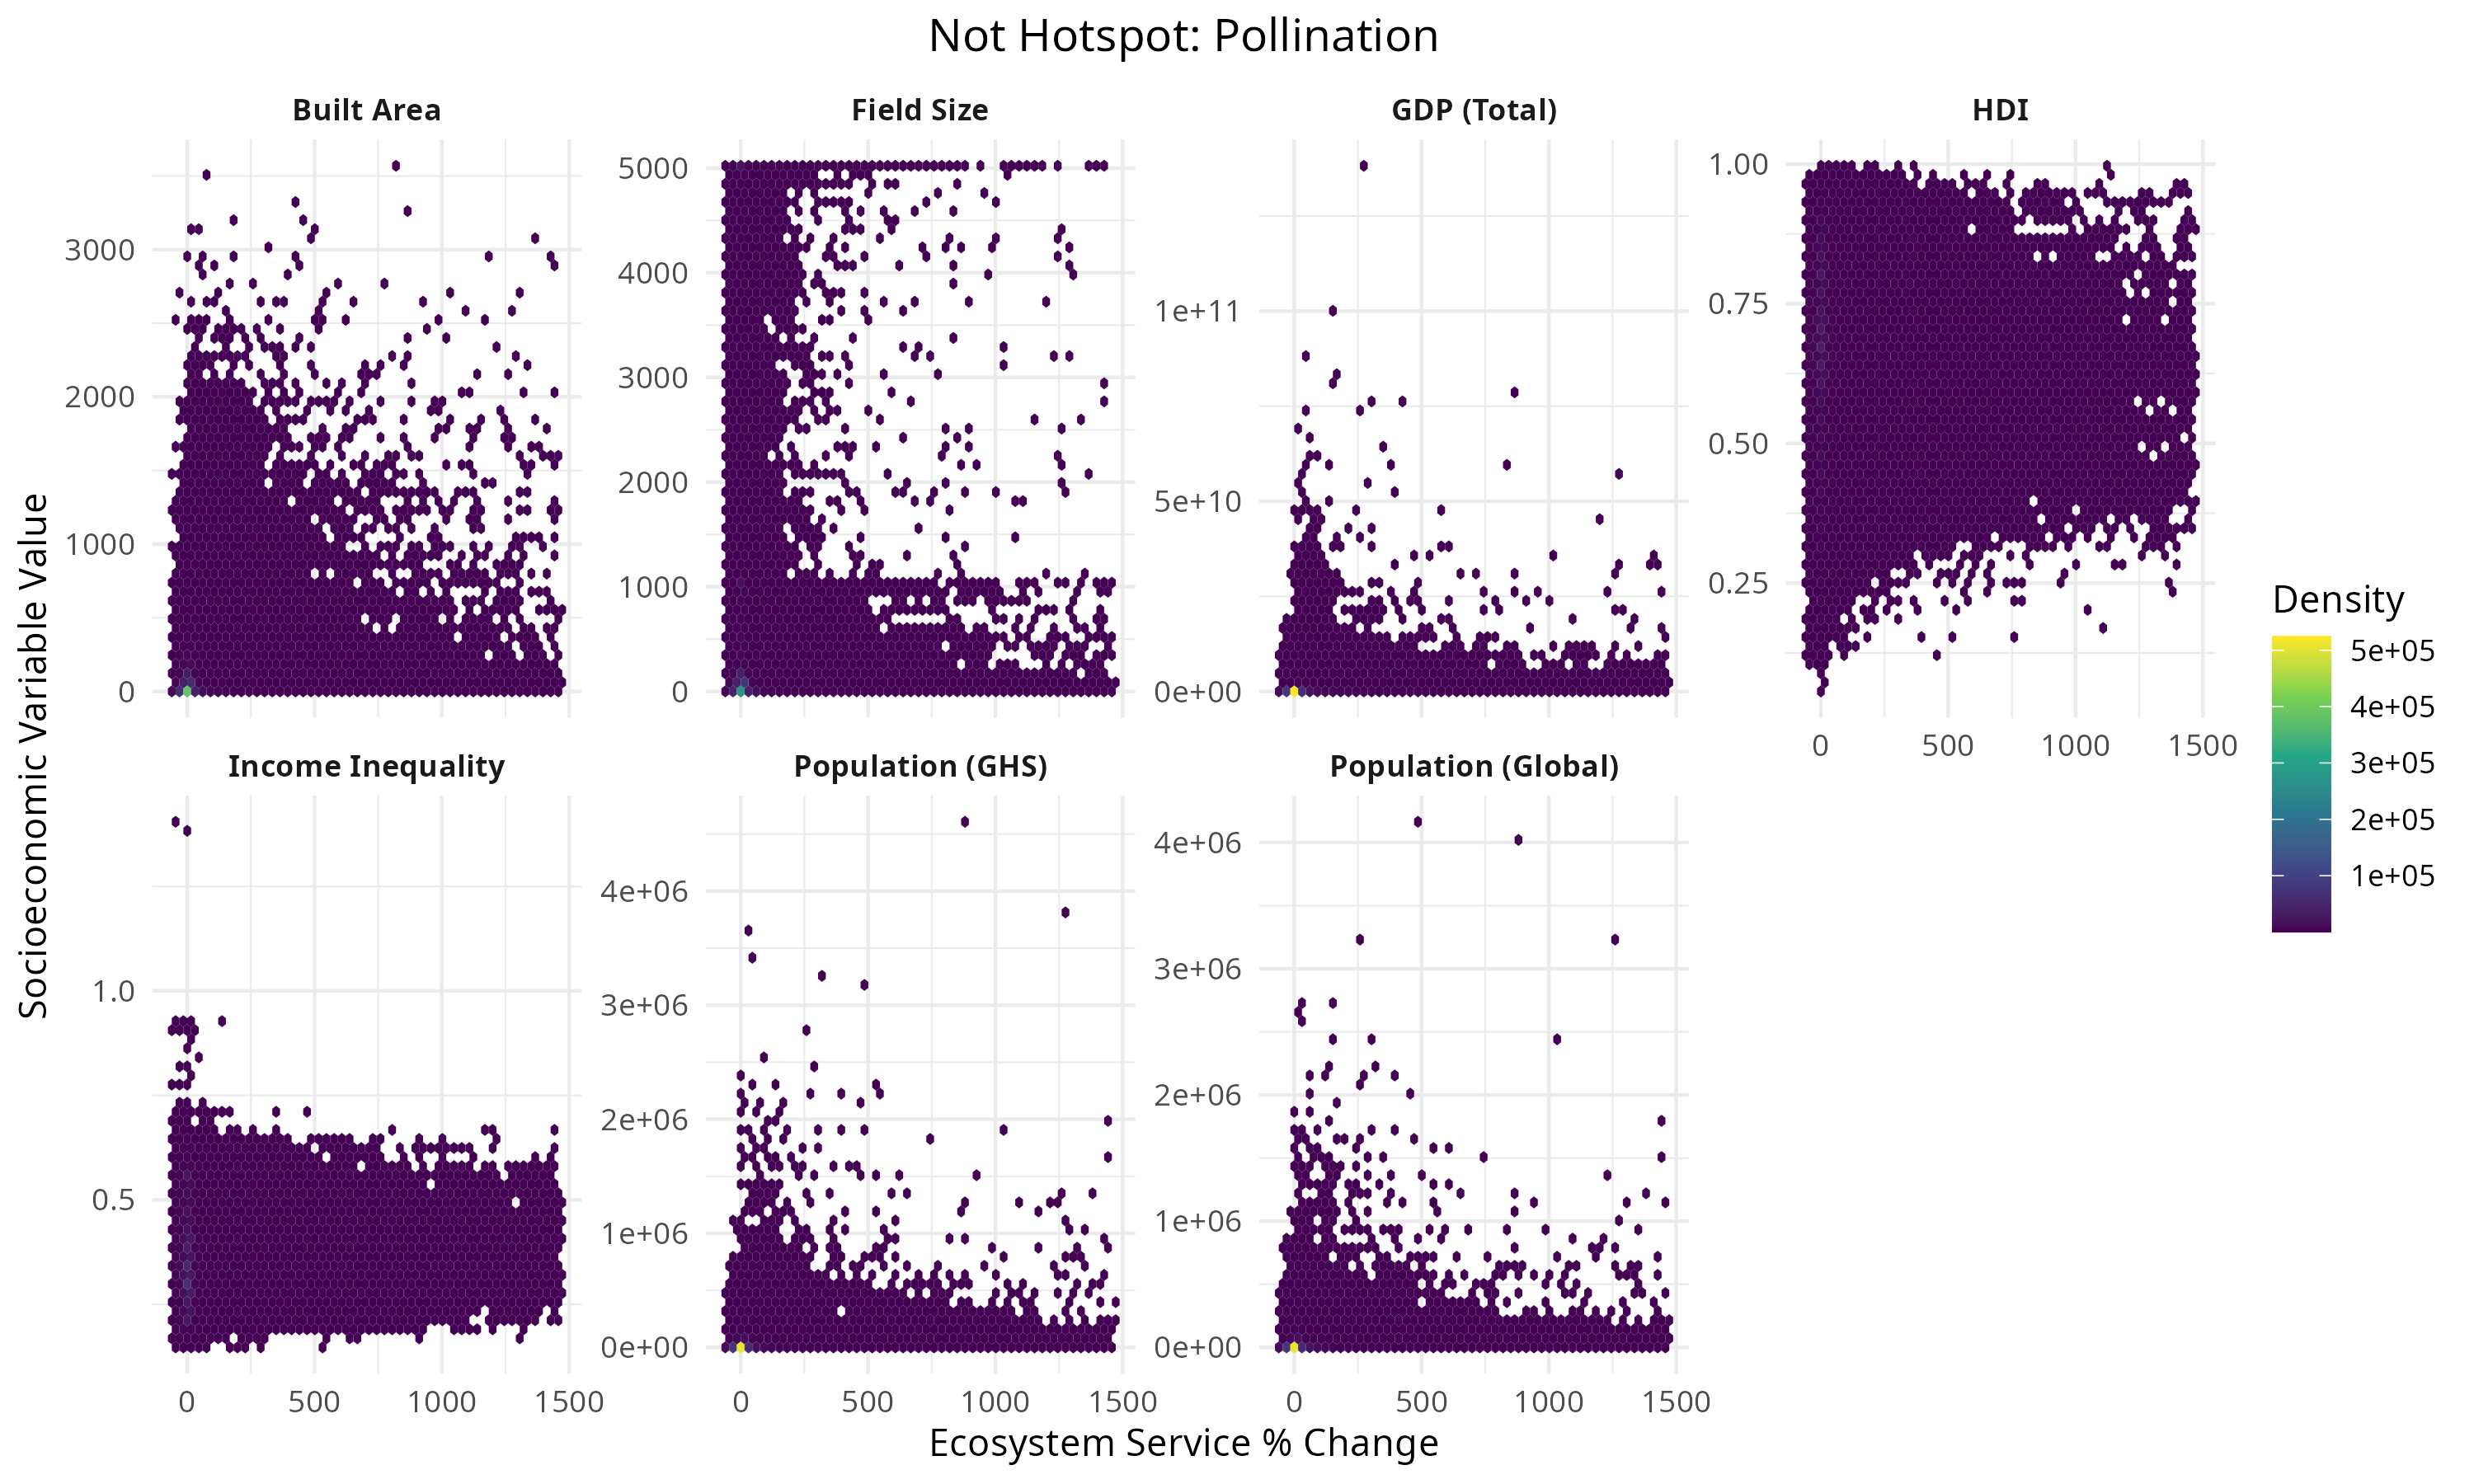 Not Hotspot: Pollination
Built Area
Field Size
GDP (Total)
HDI
3000
2000
1000
0
5000
4000
3000
2000
1000
0
1e+11
5e+10
0e+00
1.00
0.75
0.50
0.25
0
500
1000
1500
Income Inequality
Population (GHS)
Population (Global)
1.0
0.5
4e+06
3e+06
2e+06
1e+06
0e+00
4e+06
3e+06
2e+06
1e+06
0e+00
0
500
1000
1500
0
500
1000
1500
0
500
1000
1500
Ecosystem Service % Change
Socioeconomic Variable Value
Density
5e+05
4e+05
3e+05
2e+05
1e+05